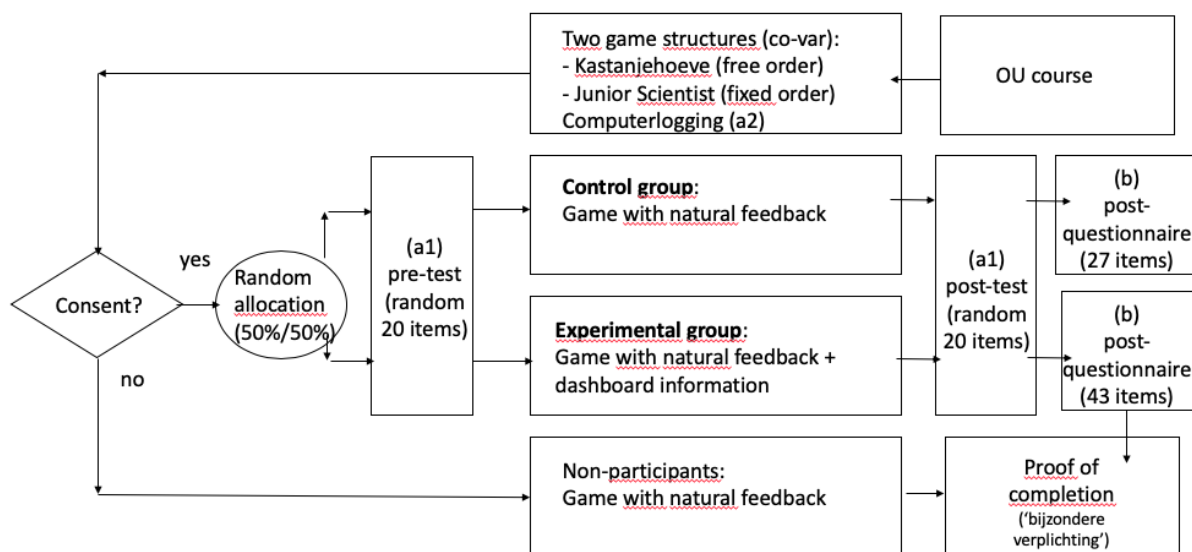 Two game structures (co-var):
- Kastanjehoeve (free order)
- Junior Scientist (fixed order)
Computerlogging (a2)
OU course
Consent?
yes
no
Random
allocation
(50%/50%)
(a1)
pre-test
(random
20 items)
Control group:
Game with natural feedback
Experimental group:
Game with natural feedback +
dashboard information
Non-participants:
Game with natural feedback
(a1)
post-test
(random
20 items)
(b)
post-
questionnaire
(27 items)
(b)
post-
questionnaire
(43 items)
Proof of
completion
(‘bijzondere
verplichting’)